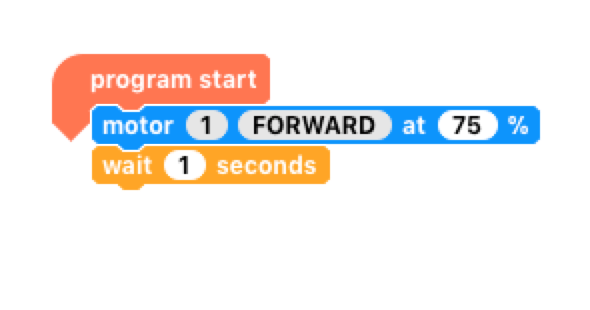 program start
motor 1 FORWARD at 75 %
wait 1 seconds